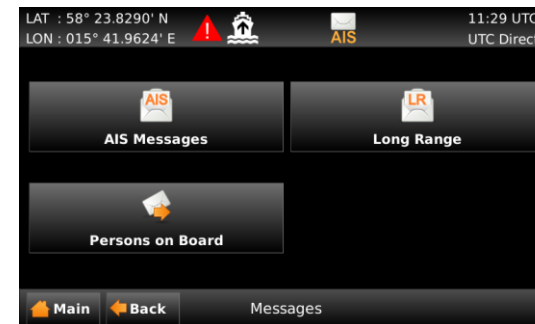 LAT : 58° 23.8290' N
LON : 015° 41.9624' E
AIS
11:29 UTC
UTC Direct
AIS
AIS Messages
LR
Long Range
Persons on Board
Main
Back
Messages